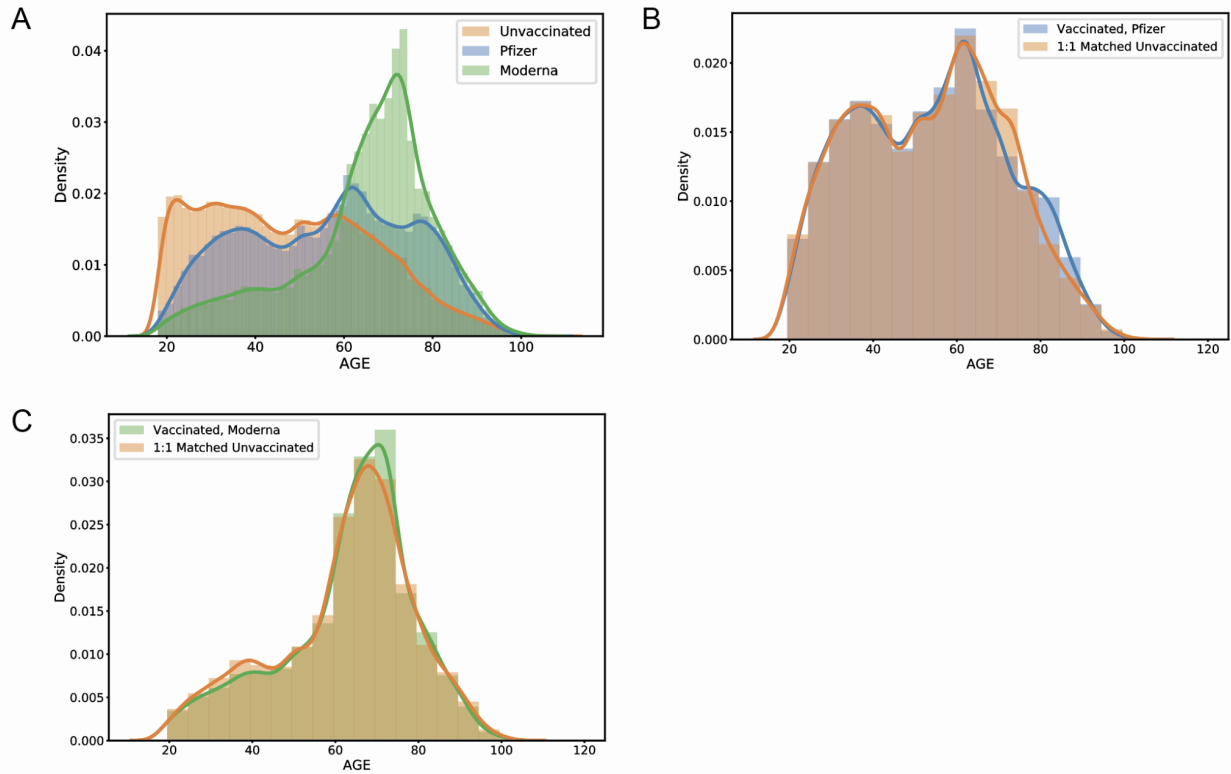 A
Unvaccinated
Pfizer
Moderna
Density
0.04
0.03
0.02
0.01
0.00
20 40 60 80 100
AGE
B
Vaccinated, Pfizer
1:1 Matched Unvaccinated
Density
0.020
0.015
0.010
0.005
0.000
20 40 60 80 100 120
AGE
C
Vaccinated, Moderna
1:1 Matched Unvaccinated
Density
0.035
0.030
0.025
0.020
0.015
0.010
0.005
0.000
20 40 60 80 100 120
AGE